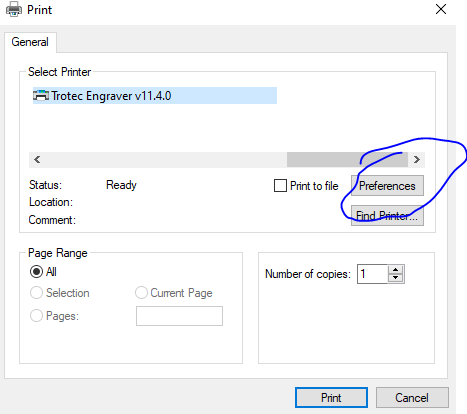 Print
General
Select Printer
Trotec Engraver v11.4.0
Status: Ready
Print to file
Preferences
Location:
Comment:
Find Printer...
Page Range
All
Selection
Current Page
Pages:
Number of copies: 1
Print
Cancel